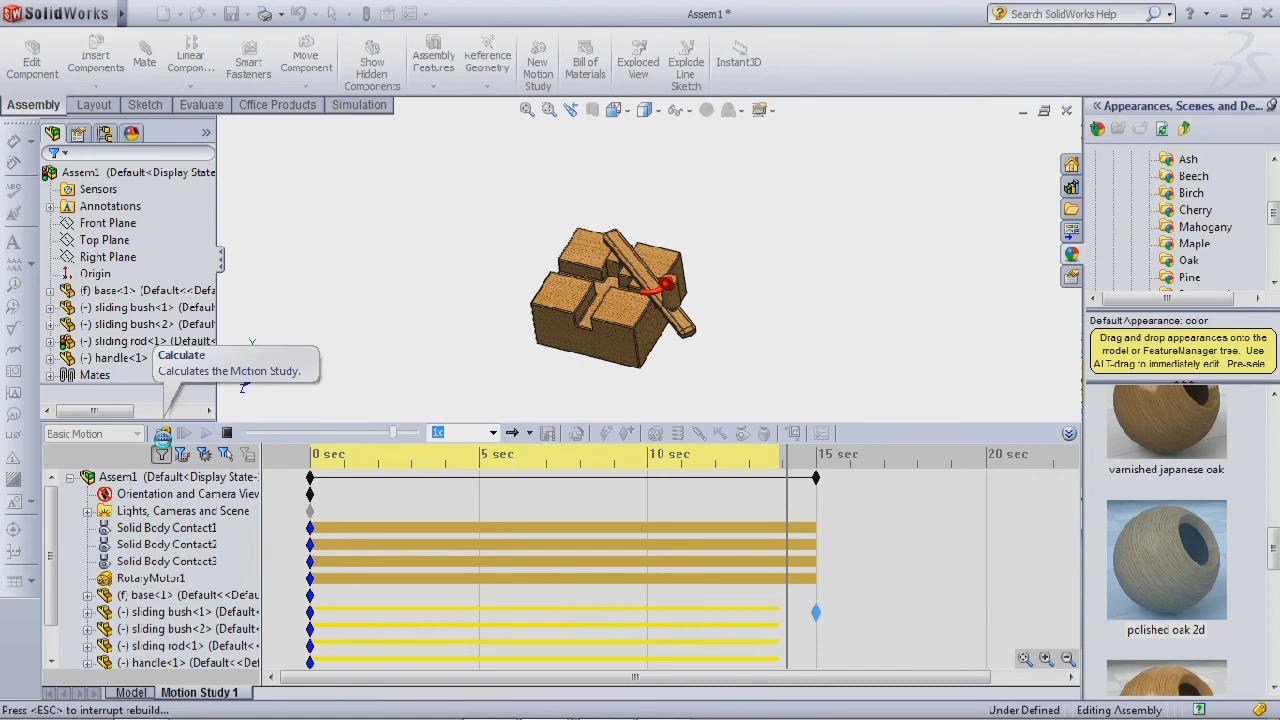 SolidWorks
Assem1 *
Search SolidWorks Help
Edit Component
Insert Components
Mate
Linear Compon...
Smart Fasteners
Move Component
Show Hidden Components
Assembly Features
Reference Geometry
New Motion Study
Bill of Materials
Exploded View
Explode Line Sketch
Instant3D
Assembly
Layout
Sketch
Evaluate
Office Products
Simulation
Assem1 (Default<Display State
Sensors
Annotations
Front Plane
Top Plane
Right Plane
Origin
(f) base<1> (Default<<Defa
(-) sliding bush<1> (Defaul
(-) sliding bush<2> (Defaul
(-) sliding rod<1> (Default
(-) handle<1> (Default<<D
Mates
Calculate
Calculates the Motion Study.
Appearances, Scenes, and De...
Ash
Beech
Birch
Cherry
Mahogany
Maple
Oak
Pine
Default Appearance: color
Drag and drop appearances onto the
model or FeatureManager tree. Use
ALT-drag to immediately edit. Pre-sele
varnished japanese oak
polished oak 2d
Basic Motion
1x
0 sec
5 sec
10 sec
15 sec
20 sec
Assem1 (Default<Display State-
Orientation and Camera View
Lights, Cameras and Scene
Solid Body Contact1
Solid Body Contact2
Solid Body Contact3
RotaryMotor1
(f) base<1> (Default<<Defa
(-) sliding bush<1> (Default<
(-) sliding bush<2> (Default<
(-) sliding rod<1> (Default<
(-) handle<1> (Default<<Def
Model
Motion Study 1
Press <ESC> to interrupt rebuild...
Under Defined
Editing Assembly